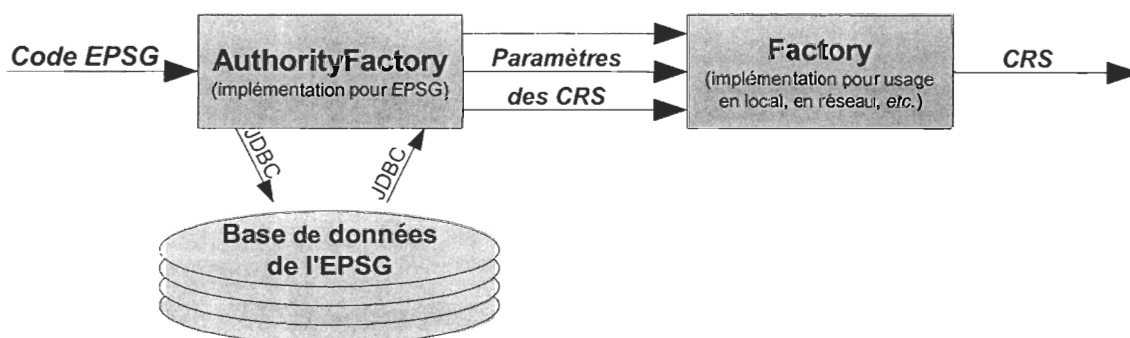 Code EPSG
AuthorityFactory
(implémentation pour EPSG)
Paramètres
des CRS
Factory
(implémentation pour usage
en local, en réseau, etc.)
CRS
JDBC
JDBC
Base de données
de l'EPSG